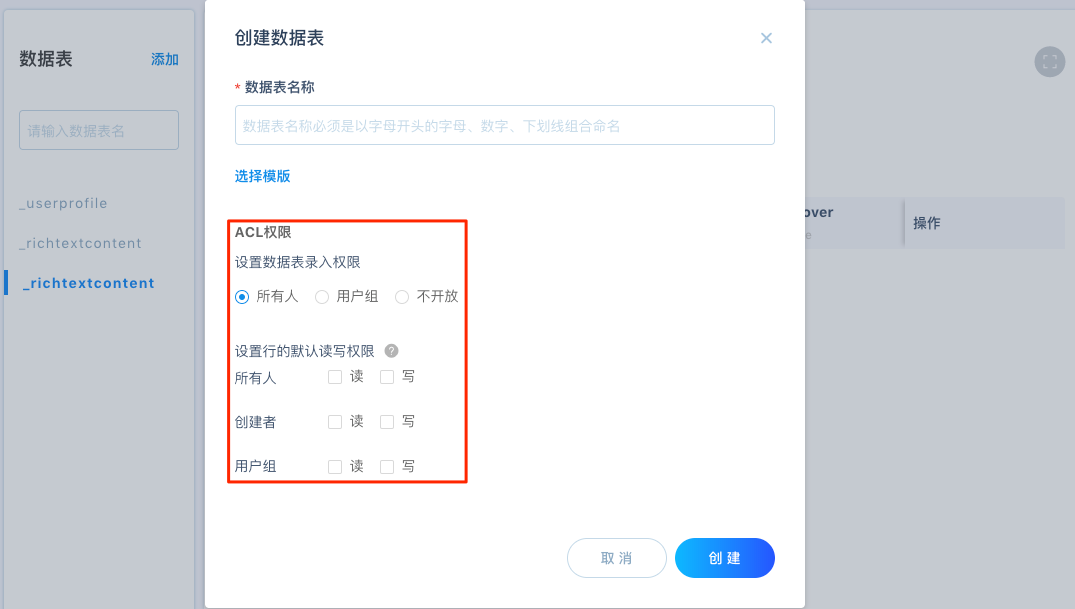 数据表 添加
请输入数据表名
_userprofile
_richtextcontent
_richtextcontent
创建数据表
* 数据表名称
数据表名称必须是以字母开头的字母、数字、下划线组合命名
选择模版
ACL权限
设置数据表录入权限
所有人 用户组 不开放
设置行的默认读写权限 ?
所有人 读 写
创建者 读 写
用户组 读 写
取消 创建
over
e
操作